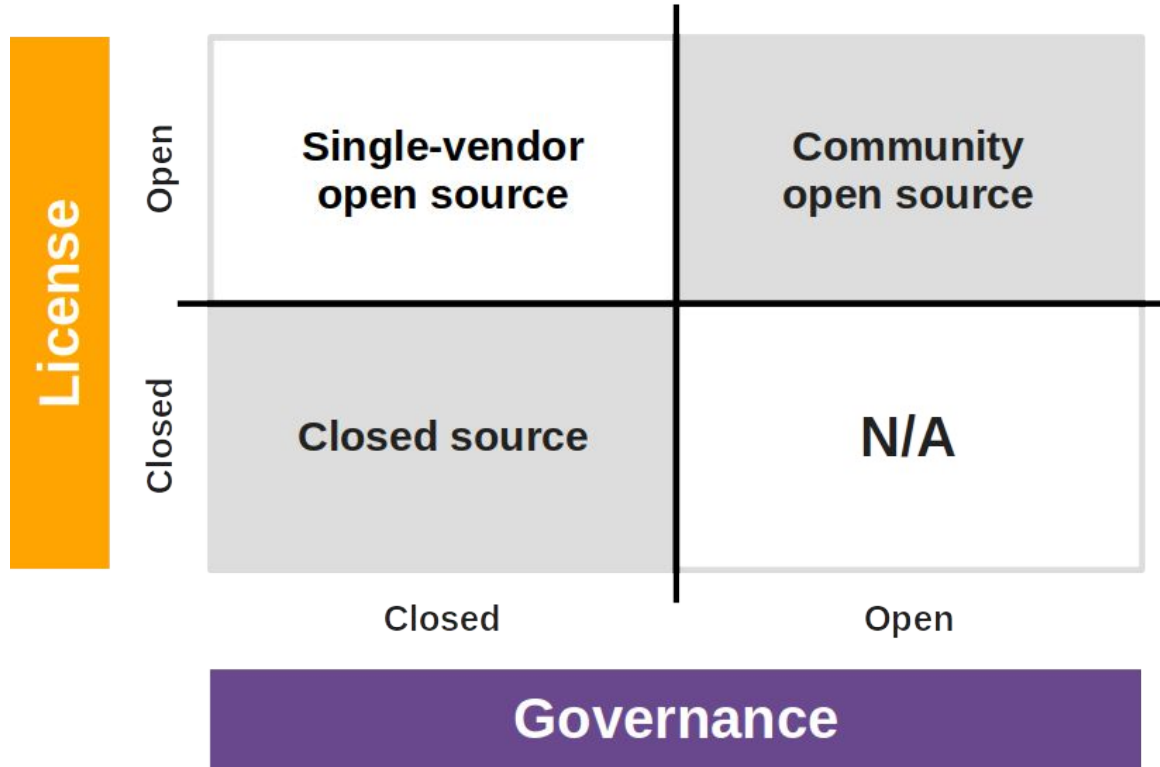 License
Open
Single-vendor
open source
Community
open source
Closed
Closed source
N/A
Closed
Open
Governance